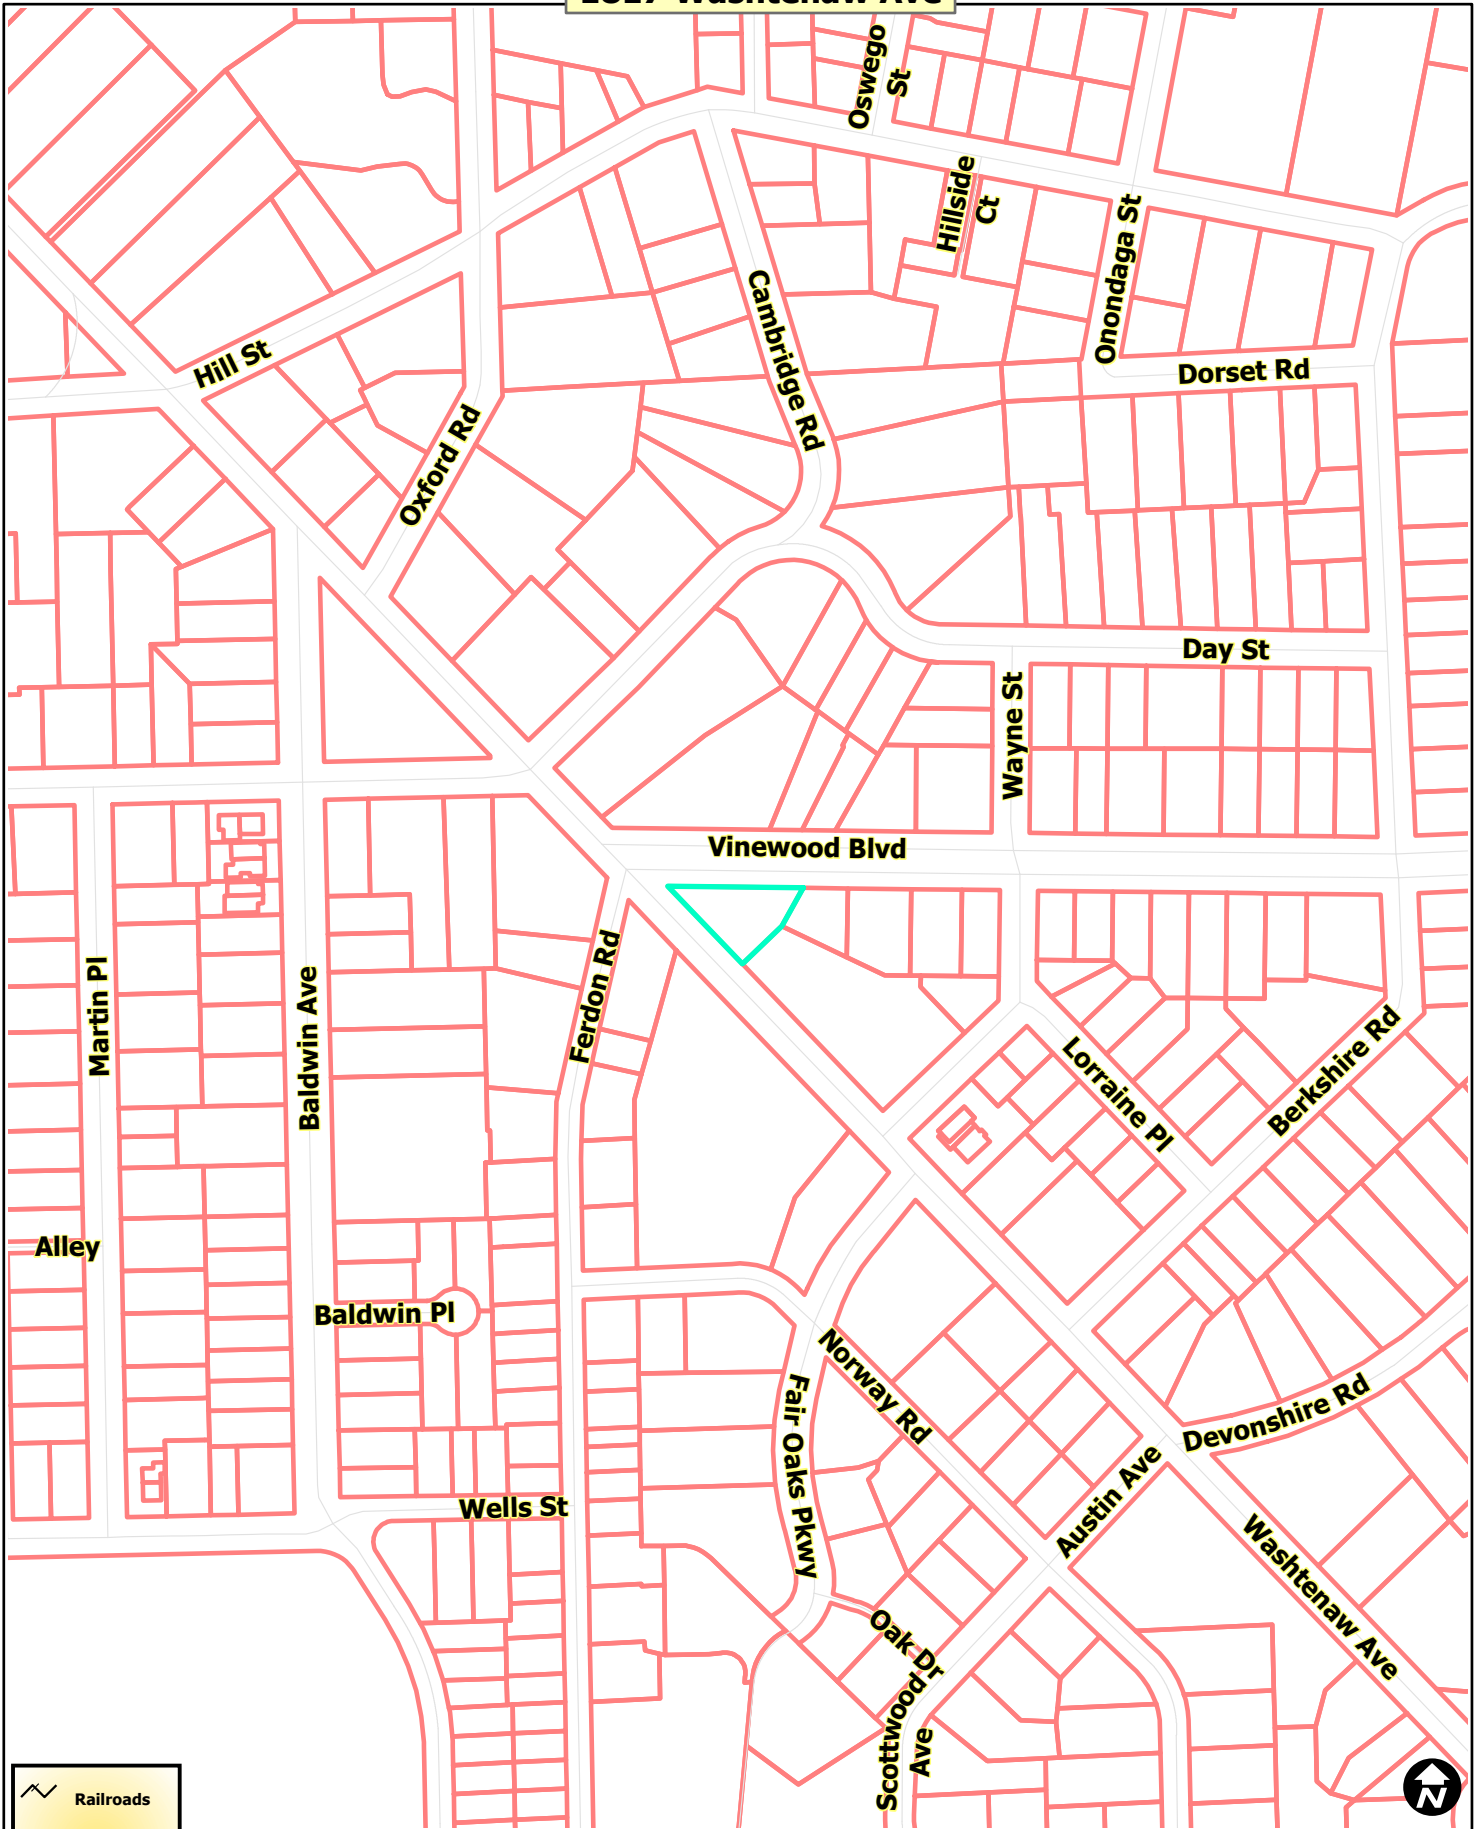 Oswego
St
Hillside
Ct
Onondaga St
Cambridge Rd
Hill St
Dorset Rd
Oxford Rd
Day St
Wayne St
Vinewood Blvd
Ferdon Rd
Martin Pl
Baldwin Ave
Lorraine Pl
Berkshire Rd
Alley
Baldwin Pl
Norway Rd
Fair Oaks Pkwy
Devonshire Rd
Austin Ave
Wells St
Washtenaw Ave
Oak Dr
Scottwood
Ave
Railroads
N